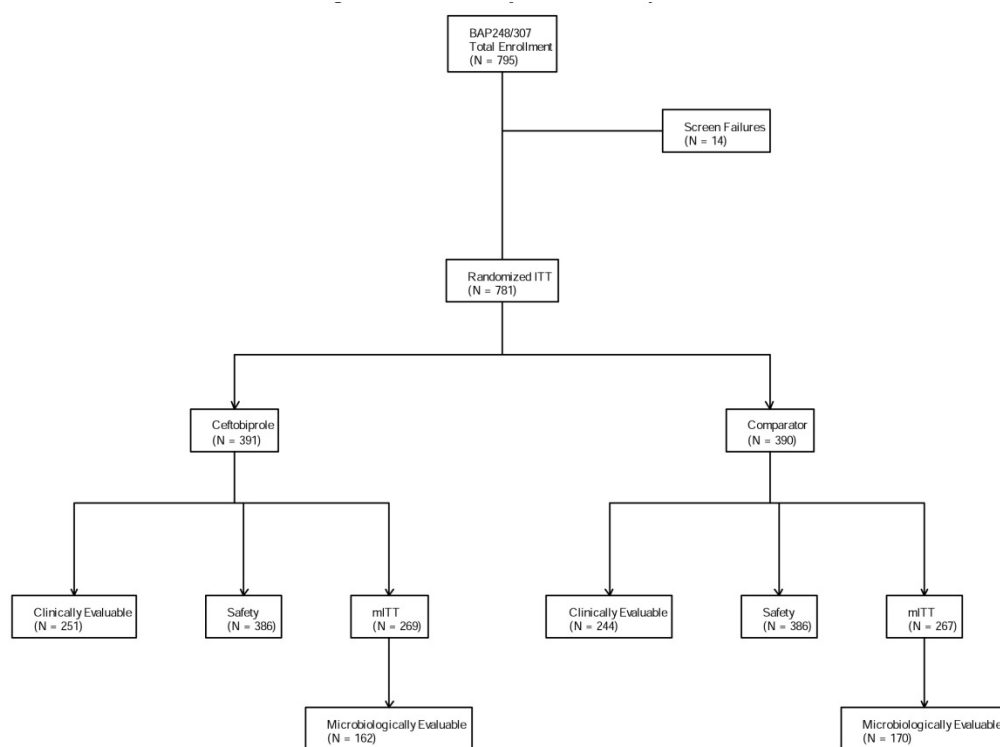 BAP248/307
Total Enrollment
(N = 795)
Screen Failures
(N = 14)
Randomized ITT
(N = 781)
Ceftobiprole
(N = 391)
Comparator
(N = 390)
Clinically Evaluable
(N = 251)
Safety
(N = 386)
mITT
(N = 269)
Clinically Evaluable
(N = 244)
Safety
(N = 386)
mITT
(N = 267)
Microbiologically Evaluable
(N = 162)
Microbiologically Evaluable
(N = 170)